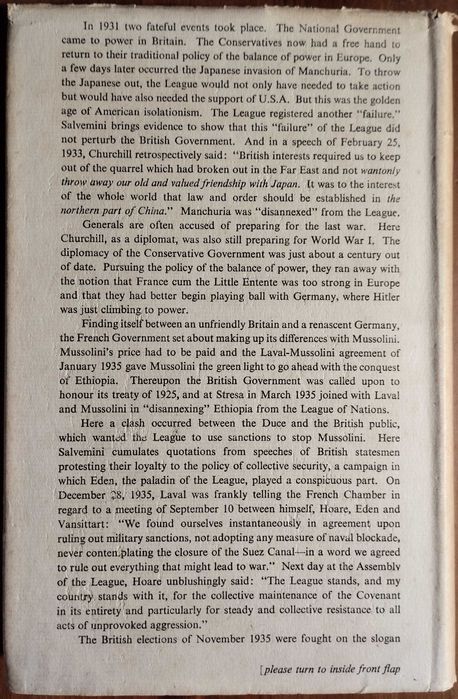 In 1931 two fateful events took place. The National Government
came to power in Britain. The Conservatives now had a free hand to
return to their traditional policy of the balance of power in Europe. Only
a few days later occurred the Japanese invasion of Manchuria. To throw
the Japanese out, the League would not only have needed to take action
but would have also needed the support of U.S.A. But this was the golden
age of American isolationism. The League registered another “failure.”
Salvemini brings evidence to show that this “failure” of the League did
not perturb the British Government. And in a speech of February 25,
1933, Churchill retrospectively said: “British interests required us to keep
out of the quarrel which had broken out in the Far East and not wantonly
throw away our old and valued friendship with Japan. It was to the interest
of the whole world that law and order should be established in the
northern part of China.” Manchuria was “disannexed” from the League.
Generals are often accused of preparing for the last war. Here
Churchill, as a diplomat, was also still preparing for World War I. The
diplomacy of the Conservative Government was just about a century out
of date. Pursuing the policy of the balance of power, they ran away with
the notion that France cum the Little Entente was too strong in Europe
and that they had better begin playing ball with Germany, where Hitler
was just climbing to power.
Finding itself between an unfriendly Britain and a renascent Germany,
the French Government set about making up its differences with Mussolini.
Mussolini’s price had to be paid and the Laval-Mussolini agreement of
January 1935 gave Mussolini the green light to go ahead with the conquest
of Ethiopia. Thereupon the British Government was called upon to
honour its treaty of 1925, and at Stresa in March 1935 joined with Laval
and Mussolini in “disannexing” Ethiopia from the League of Nations.
Here a clash occurred between the Duce and the British public,
which wanted the League to use sanctions to stop Mussolini. Here
Salvemini cumulates quotations from speeches of British statesmen
protesting their loyalty to the policy of collective security, a campaign in
which Eden, the paladin of the League, played a conspicuous part. On
December 28, 1935, Laval was frankly telling the French Chamber in
regard to a meeting of September 10 between himself, Hoare, Eden and
Vansittart: “We found ourselves instantaneously in agreement upon
ruling out military sanctions, not adopting any measure of naval blockade,
never contemplating the closure of the Suez Canal—in a word we agreed
to rule out everything that might lead to war.” Next day at the Assembly
of the League, Hoare unblushingly said: “The League stands, and my
country stands with it, for the collective maintenance of the Covenant
in its entirety and particularly for steady and collective resistance to all
acts of unprovoked aggression.”
The British elections of November 1935 were fought on the slogan
[please turn to inside front flap